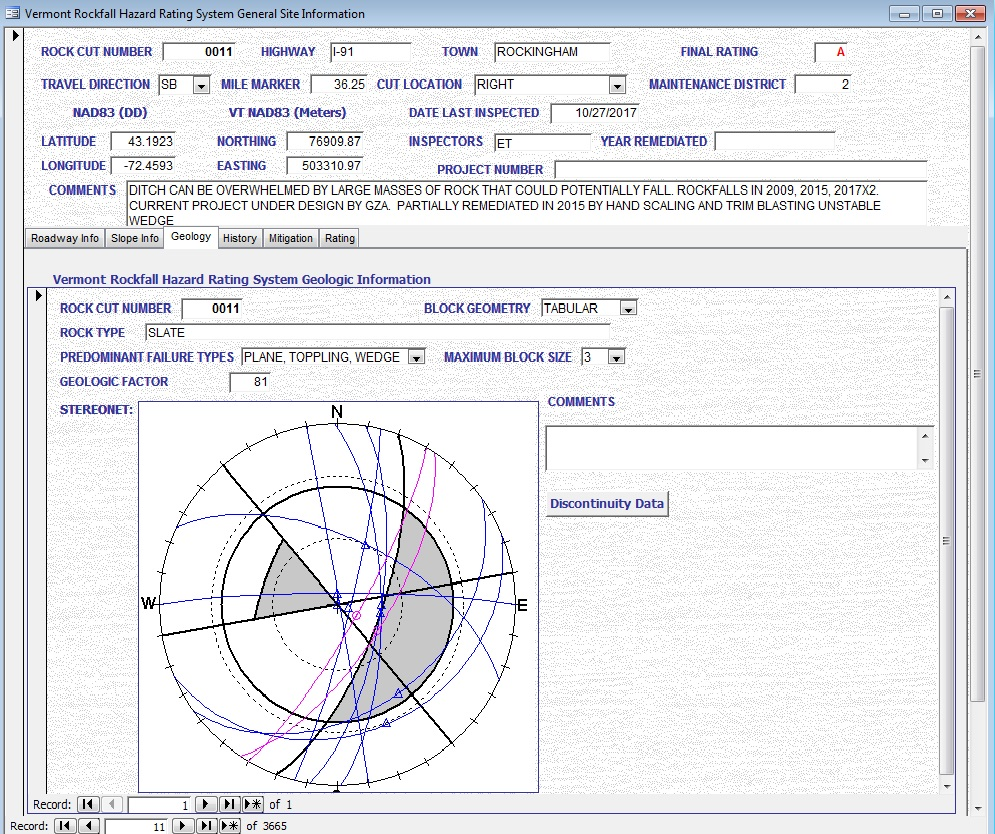 Vermont Rockfall Hazard Rating System General Site Information
ROCK CUT NUMBER 0011 HIGHWAY I-91 TOWN ROCKINGHAM FINAL RATING A
TRAVEL DIRECTION SB MILE MARKER 36.25 CUT LOCATION RIGHT MAINTENANCE DISTRICT 2
NAD83 (DD) VT NAD83 (Meters) DATE LAST INSPECTED 10/27/2017
LATITUDE 43.1923 NORTHING 76909.87 INSPECTORS ET YEAR REMEDIATED
LONGITUDE -72.4593 EASTING 503310.97 PROJECT NUMBER
COMMENTS DITCH CAN BE OVERWHELMED BY LARGE MASSES OF ROCK THAT COULD POTENTIALLY FALL. ROCKFALLS IN 2009, 2015, 2017X2.
CURRENT PROJECT UNDER DESIGN BY GZA. PARTIALLY REMEDIATED IN 2015 BY HAND SCALING AND TRIM BLASTING UNSTABLE
WEDGE
Roadway Info Slope Info Geology History Mitigation Rating
Vermont Rockfall Hazard Rating System Geologic Information
ROCK CUT NUMBER 0011 BLOCK GEOMETRY TABULAR
ROCK TYPE SLATE
PREDOMINANT FAILURE TYPES PLANE, TOPPLING, WEDGE MAXIMUM BLOCK SIZE 3
GEOLOGIC FACTOR 81
STEREONET: COMMENTS
N
Discontinuity Data
W E
Record: 1 of 1
Record: 11 of 3665